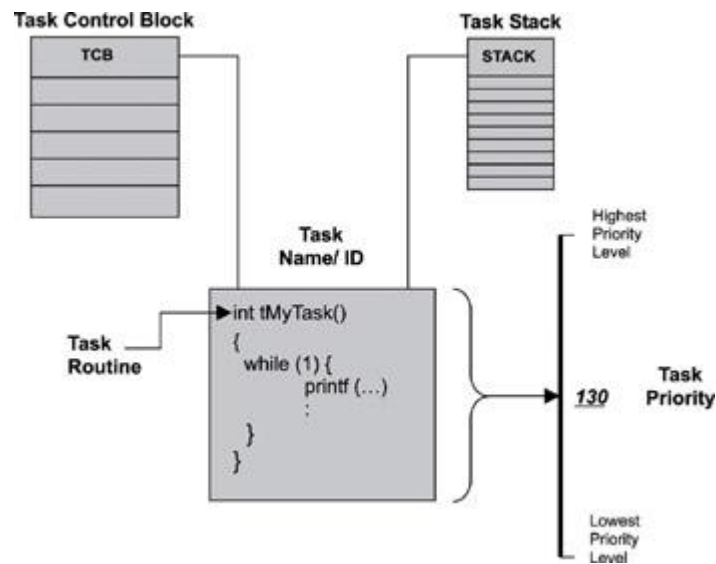 Task Control Block
TCB
Task Stack
STACK
Task
Name/ ID
Highest
Priority
Level
Task
Routine
int tMyTask()
{
while (1) {
printf (...)
:
}
}
130
Task
Priority
Lowest
Priority
Level